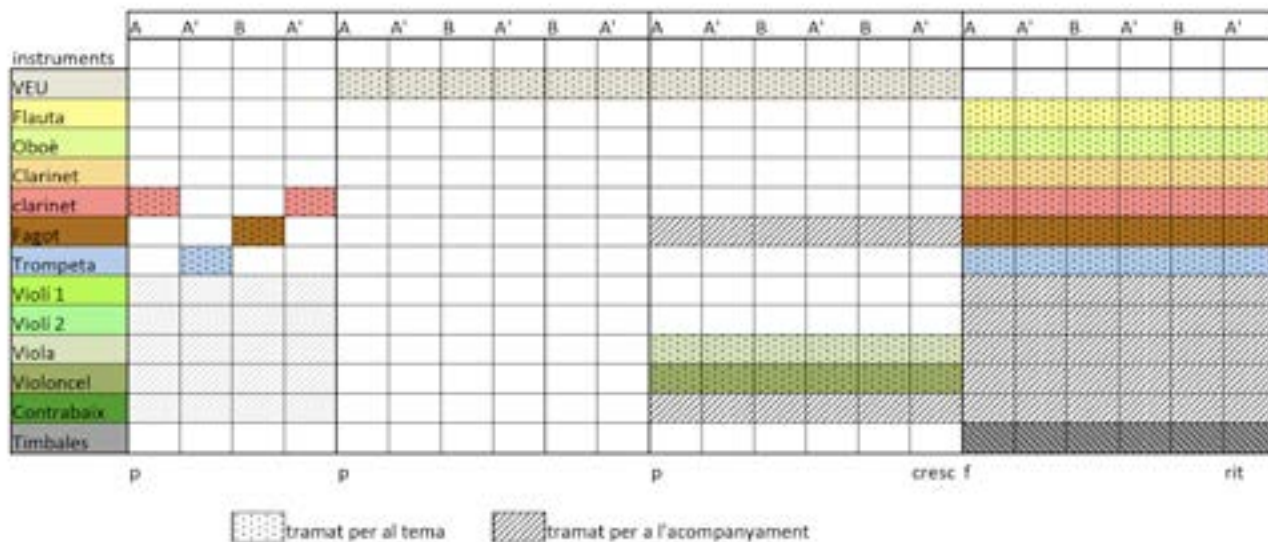 A A' B A' A A' B A' B A' A A' B A' B A' A A' B A' B A'
instruments
VEU
Flauta
Oboè
Clarinet
clarinet
Fagot
Trompeta
Violí 1
Violí 2
Viola
Violoncel
Contrabaix
Timbales
p p p cresc f rit
tramat per al tema tramat per a l'acompanyament